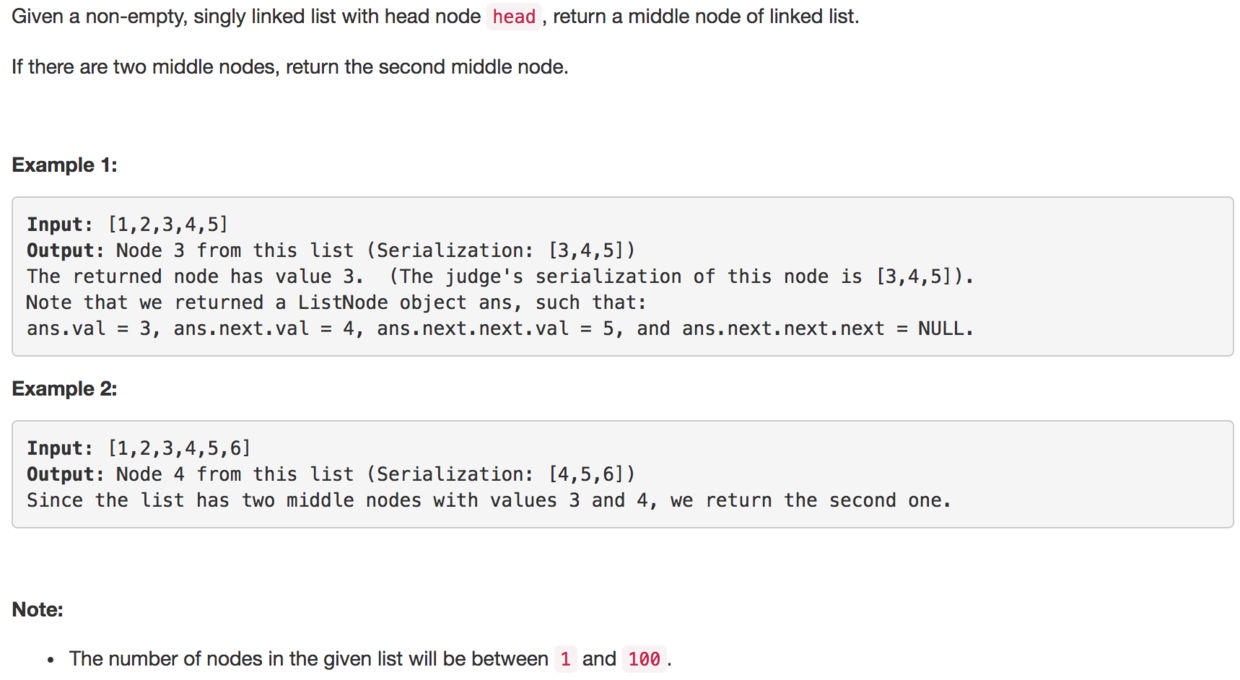 Given a non-empty, singly linked list with head node head, return a middle node of linked list.
If there are two middle nodes, return the second middle node.
Example 1:
Input: [1,2,3,4,5]
Output: Node 3 from this list (Serialization: [3,4,5])
The returned node has value 3.  (The judge's serialization of this node is [3,4,5]).
Note that we returned a ListNode object ans, such that:
ans.val = 3, ans.next.val = 4, ans.next.next.val = 5, and ans.next.next.next = NULL.
Example 2:
Input: [1,2,3,4,5,6]
Output: Node 4 from this list (Serialization: [4,5,6])
Since the list has two middle nodes with values 3 and 4, we return the second one.
Note:
• The number of nodes in the given list will be between 1 and 100.